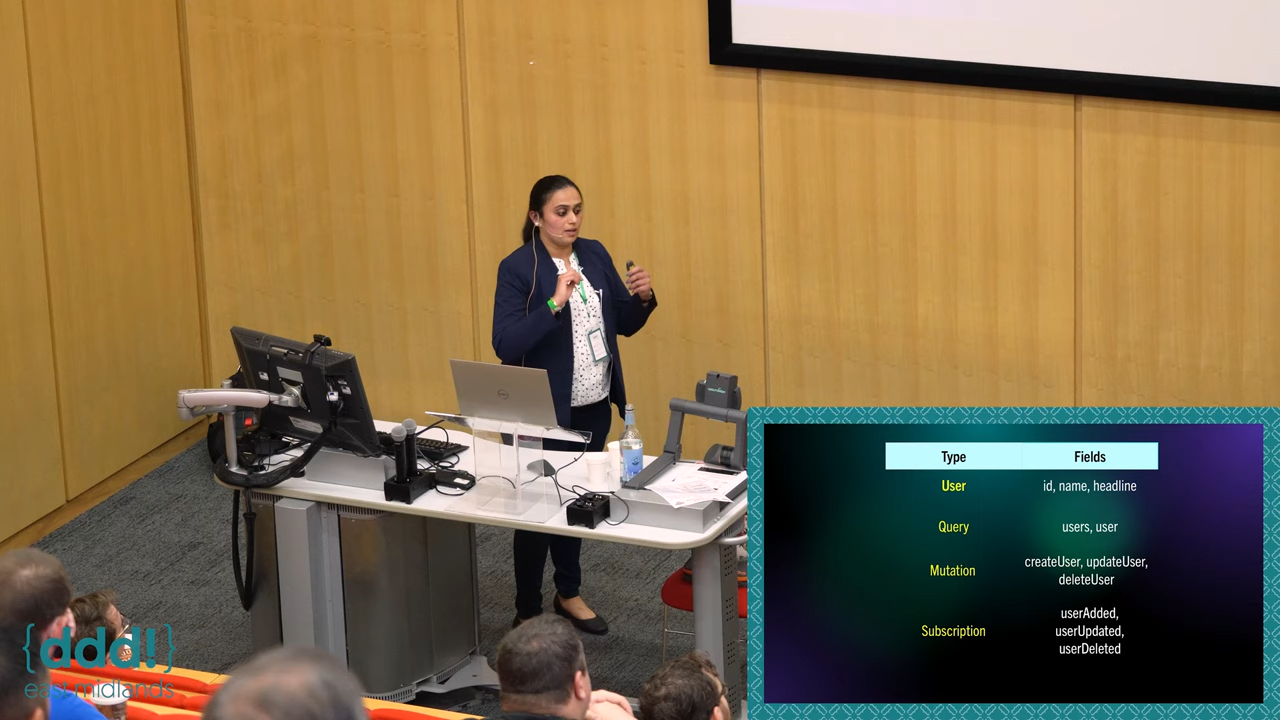 Type Fields
User id, name, headline
Query users, user
Mutation createUser, updateUser,
deleteUser
Subscription userAdded,
userUpdated,
userDeleted
{ddd!}
east midlands
DELL